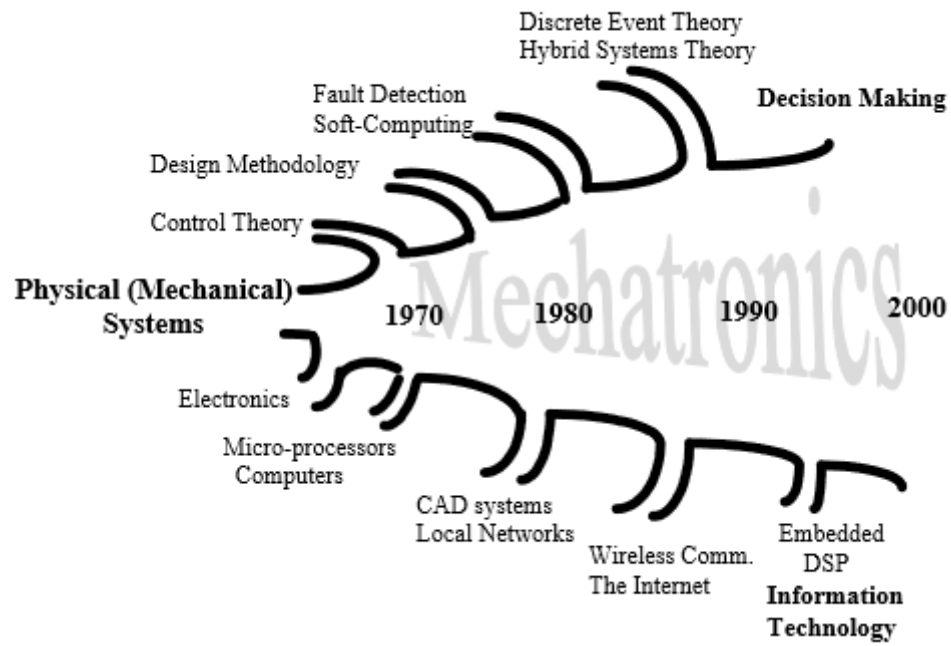 Discrete Event Theory
Hybrid Systems Theory
Decision Making
Fault Detection
Soft-Computing
Design Methodology
Control Theory
Physical (Mechanical)
Systems
Mechatronics
1970
1980
1990
2000
Electronics
Micro-processors
Computers
CAD systems
Local Networks
Wireless Comm.
The Internet
Embedded
DSP
Information
Technology